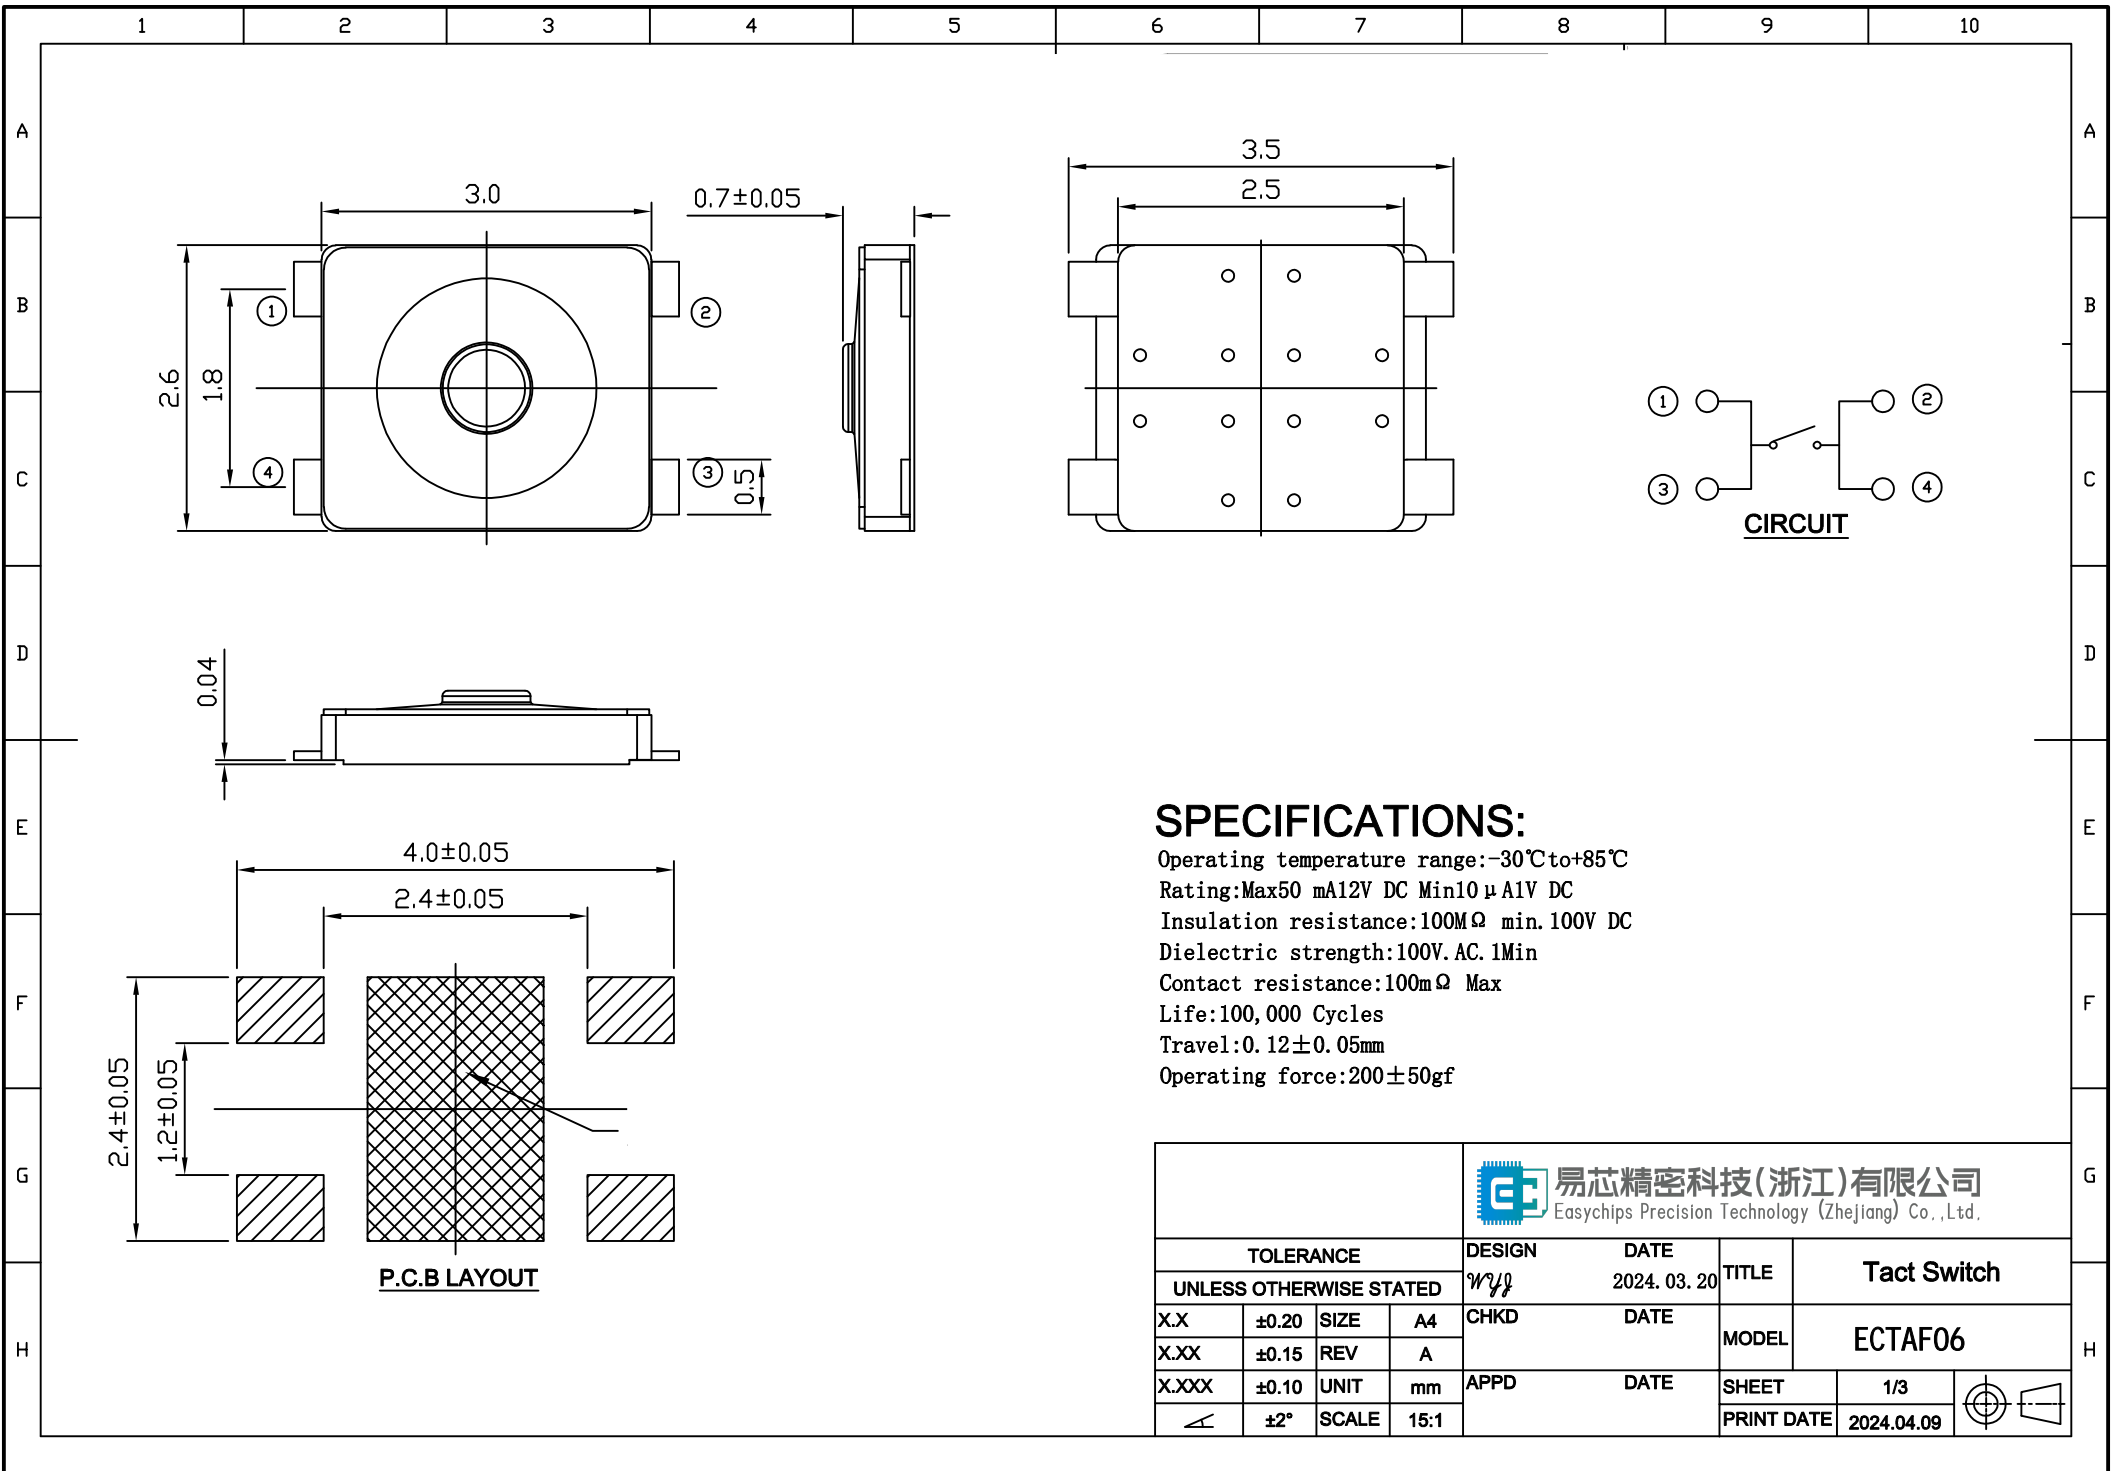 1 2 3 4 5 6 7 8 9 10
A A
3.5
3.0 0.7±0.05 2.5
B ① ② B
2.6 1.8
① ②
C ④ ③ 0.5 C
③ ④
CIRCUIT
D 0.04 D
SPECIFICATIONS:
E E
4.0±0.05
Operating temperature range:-30℃to+85℃
2.4±0.05
Rating:Max50 mA12V DC Min10μA1V DC
Insulation resistance:100MΩ min.100V DC
Dielectric strength:100V.AC.1Min
Contact resistance:100mΩ Max
F F
Life:100,000 Cycles
Travel:0.12±0.05mm
Operating force:200±50gf
2.4±0.05 1.2±0.05
G G
易芯精密科技(浙江)有限公司
Easychips Precision Technology (Zhejiang) Co.,Ltd.
P.C.B LAYOUT
TOLERANCE
UNLESS OTHERWISE STATED
DESIGN DATE
WYJ 2024.03.20
TITLE Tact Switch
X.X ±0.20 SIZE A4
CHKD DATE
MODEL ECTAF06
H H
X.XX ±0.15 REV A
X.XXX ±0.10 UNIT mm
APPD DATE
SHEET 1/3
±2° SCALE 15:1
PRINT DATE 2024.04.09